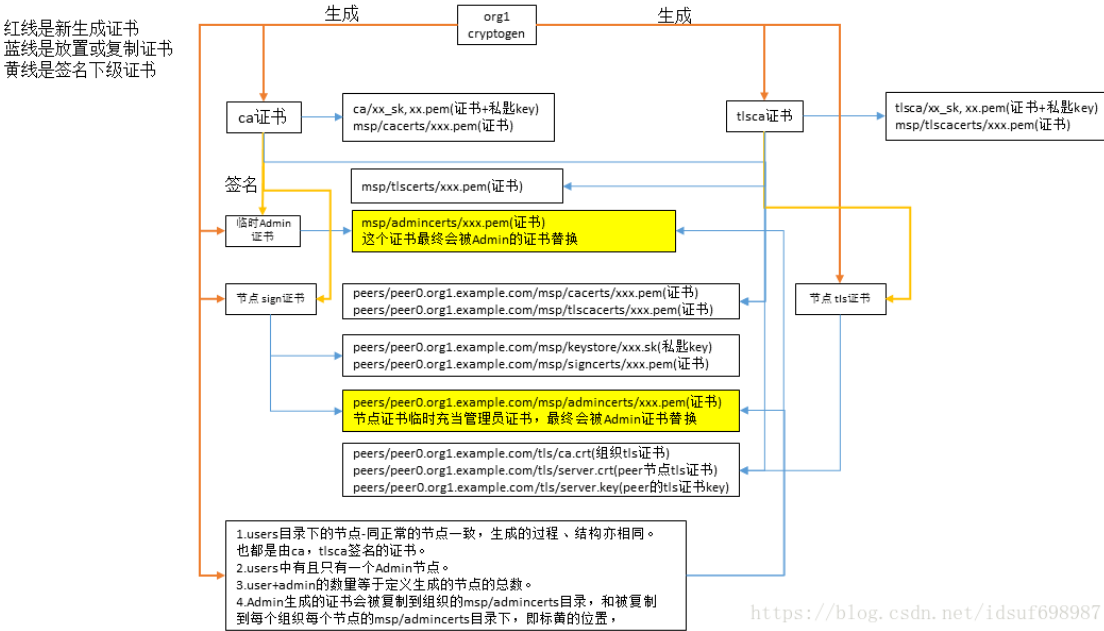 红线是新生成证书
蓝线是放置或复制证书
黄线是签名下级证书
生成
org1
cryptogen
生成
ca证书
ca/xx_sk, xx.pem(证书+私匙key)
msp/cacerts/xxx.pem(证书)
tlsca证书
tlsca/xx_sk, xx.pem(证书+私匙key)
msp/tlscacerts/xxx.pem(证书)
签名
msp/tlscerts/xxx.pem(证书)
临时Admin
证书
msp/admincerts/xxx.pem(证书)
这个证书最终会被Admin的证书替换
节点 sign证书
peers/peer0.org1.example.com/msp/cacerts/xxx.pem(证书)
peers/peer0.org1.example.com/msp/tlscacerts/xxx.pem(证书)
节点 tls证书
peers/peer0.org1.example.com/msp/keystore/xxx.sk(私匙key)
peers/peer0.org1.example.com/msp/signcerts/xxx.pem(证书)
peers/peer0.org1.example.com/msp/admincerts/xxx.pem(证书)
节点证书临时充当管理员证书，最终会被Admin证书替换
peers/peer0.org1.example.com/tls/ca.crt(组织tls证书)
peers/peer0.org1.example.com/tls/server.crt(peer节点tls证书)
peers/peer0.org1.example.com/tls/server.key(peer的tls证书key)
1.users目录下的节点-同正常的节点一致，生成的过程、结构亦相同。
也都是由ca，tlsca签名的证书。
2.users中有且只有一个Admin节点。
3.user+admin的数量等于定义生成的节点的总数。
4.Admin生成的证书会被复制到组织的msp/admincerts目录，和被复制
到每个组织每个节点的msp/admincerts目录下，即标黄的位置，
https://blog.csdn.net/idsuf698987